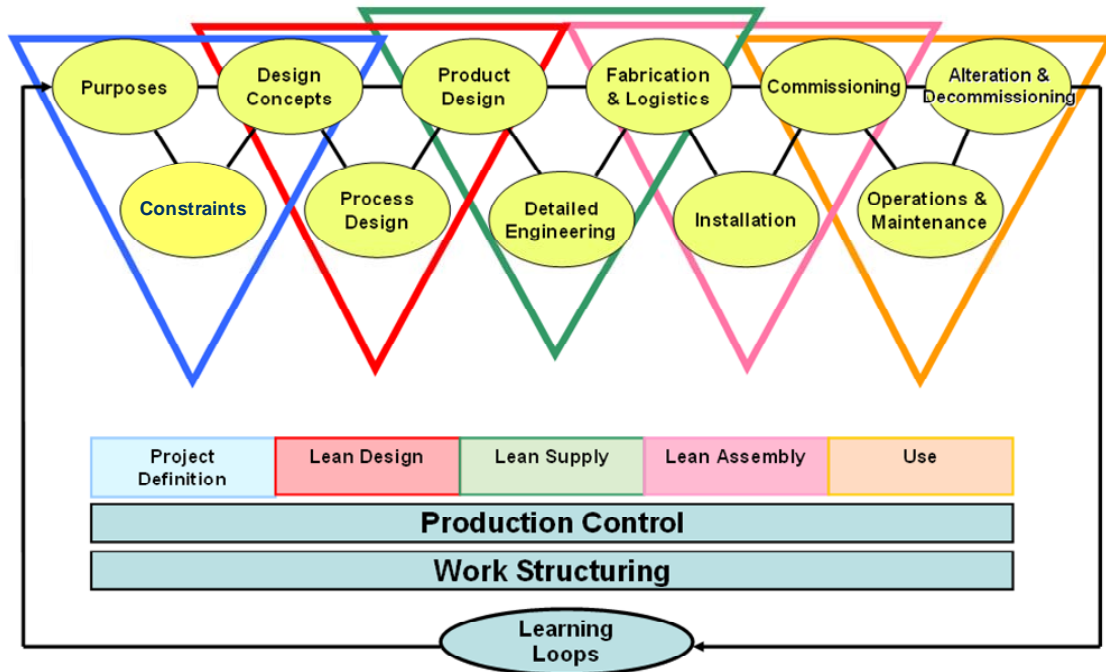 Purposes
Design
Concepts
Product
Design
Fabrication
& Logistics
Commissioning
Alteration &
Decommissioning
Constraints
Process
Design
Detailed
Engineering
Installation
Operations &
Maintenance
Project
Definition
Lean Design
Lean Supply
Lean Assembly
Use
Production Control
Work Structuring
Learning
Loops